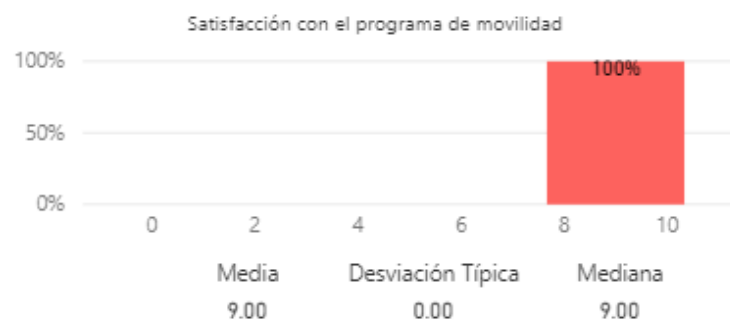 Satisfacción con el programa de movilidad
100%
100%
50%
0%
0 2 4 6 8 10
Media Desviación Típica Mediana
9.00 0.00 9.00